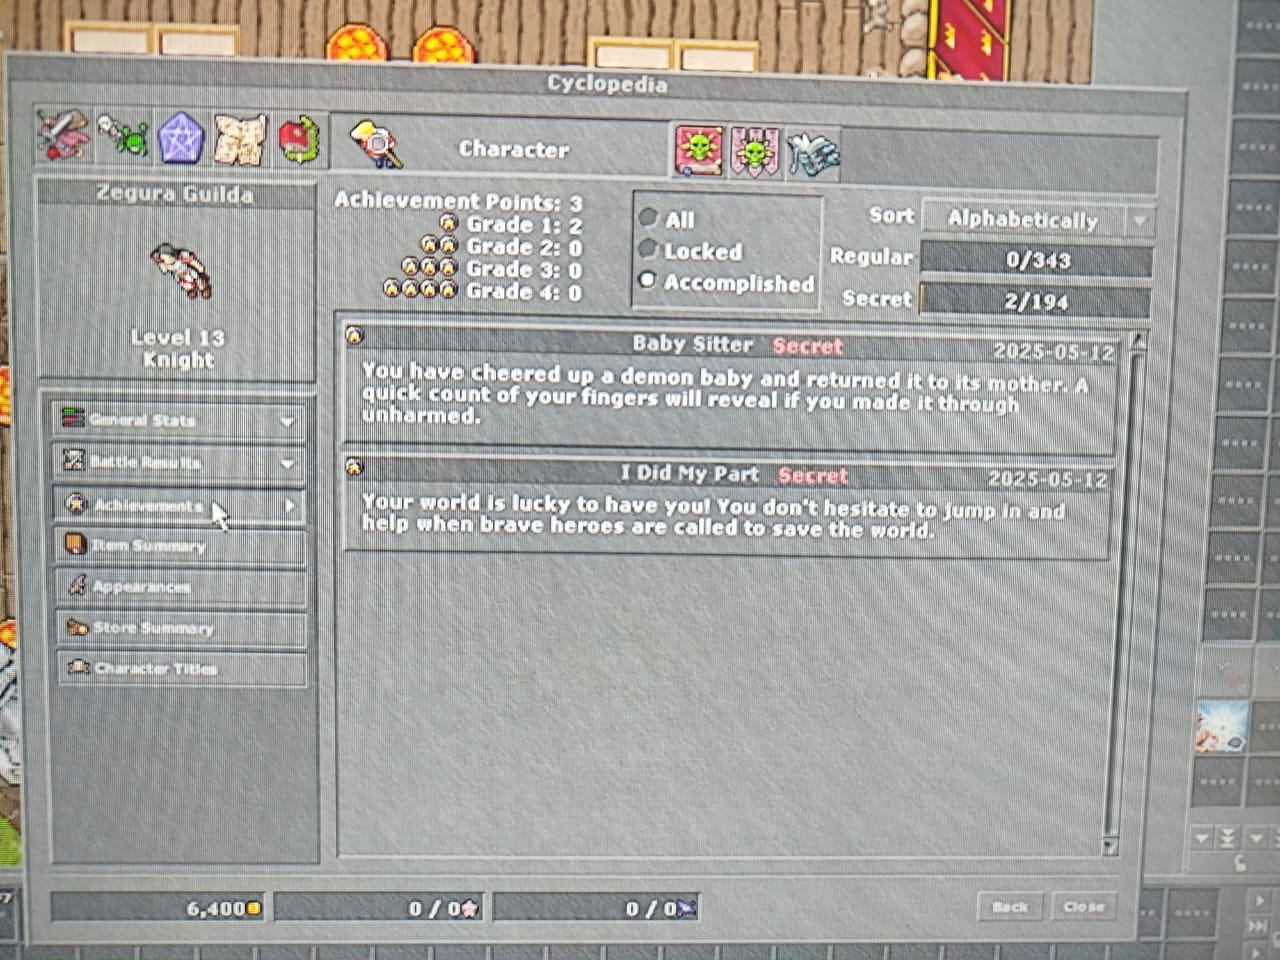 Cyclopedia
Character
Zegura Guilda
Level 13
Knight
General Stats
Battle Results
Achievements
Item Summary
Appearances
Store Summary
Character Titles
Achievement Points: 3
Grade 1: 2
Grade 2: 0
Grade 3: 0
Grade 4: 0
All
Locked
Accomplished
Sort Alphabetically
Regular 0/343
Secret 2/194
Baby Sitter Secret 2025-05-12
You have cheered up a demon baby and returned it to its mother. A
quick count of your fingers will reveal if you made it through
unharmed.
I Did My Part Secret 2025-05-12
Your world is lucky to have you! You don't hesitate to jump in and
help when brave heroes are called to save the world.
6,400
0 / 0
0 / 0
Back
Close